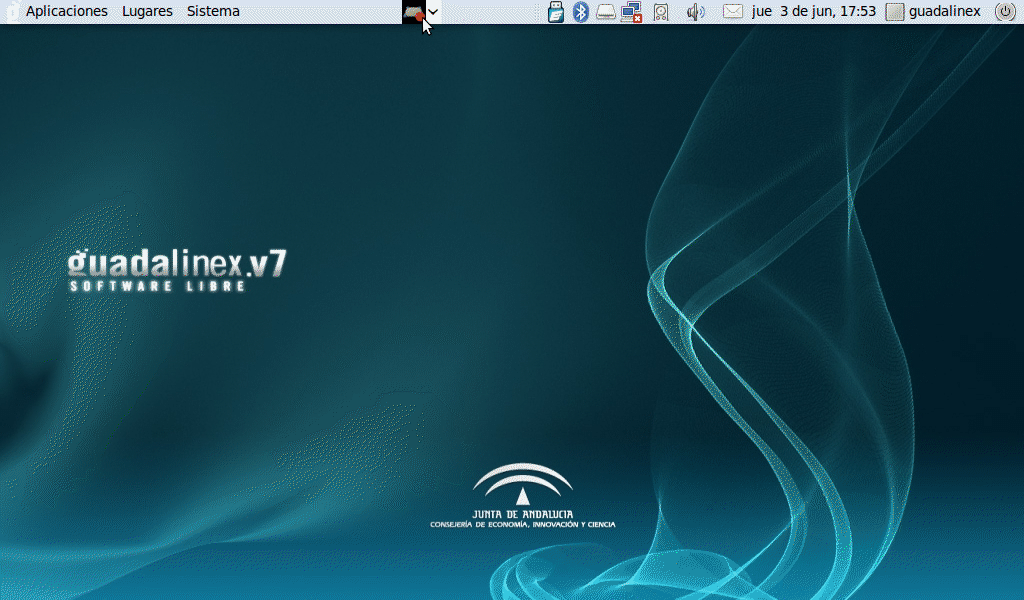 Aplicaciones Lugares Sistema jue 3 de jun, 17:53 guadalinex
guadalinex.v7
SOFTWARE LIBRE
JUNTA DE ANDALUCIA
CONSEJERÍA DE ECONOMÍA, INNOVACIÓN Y CIENCIA